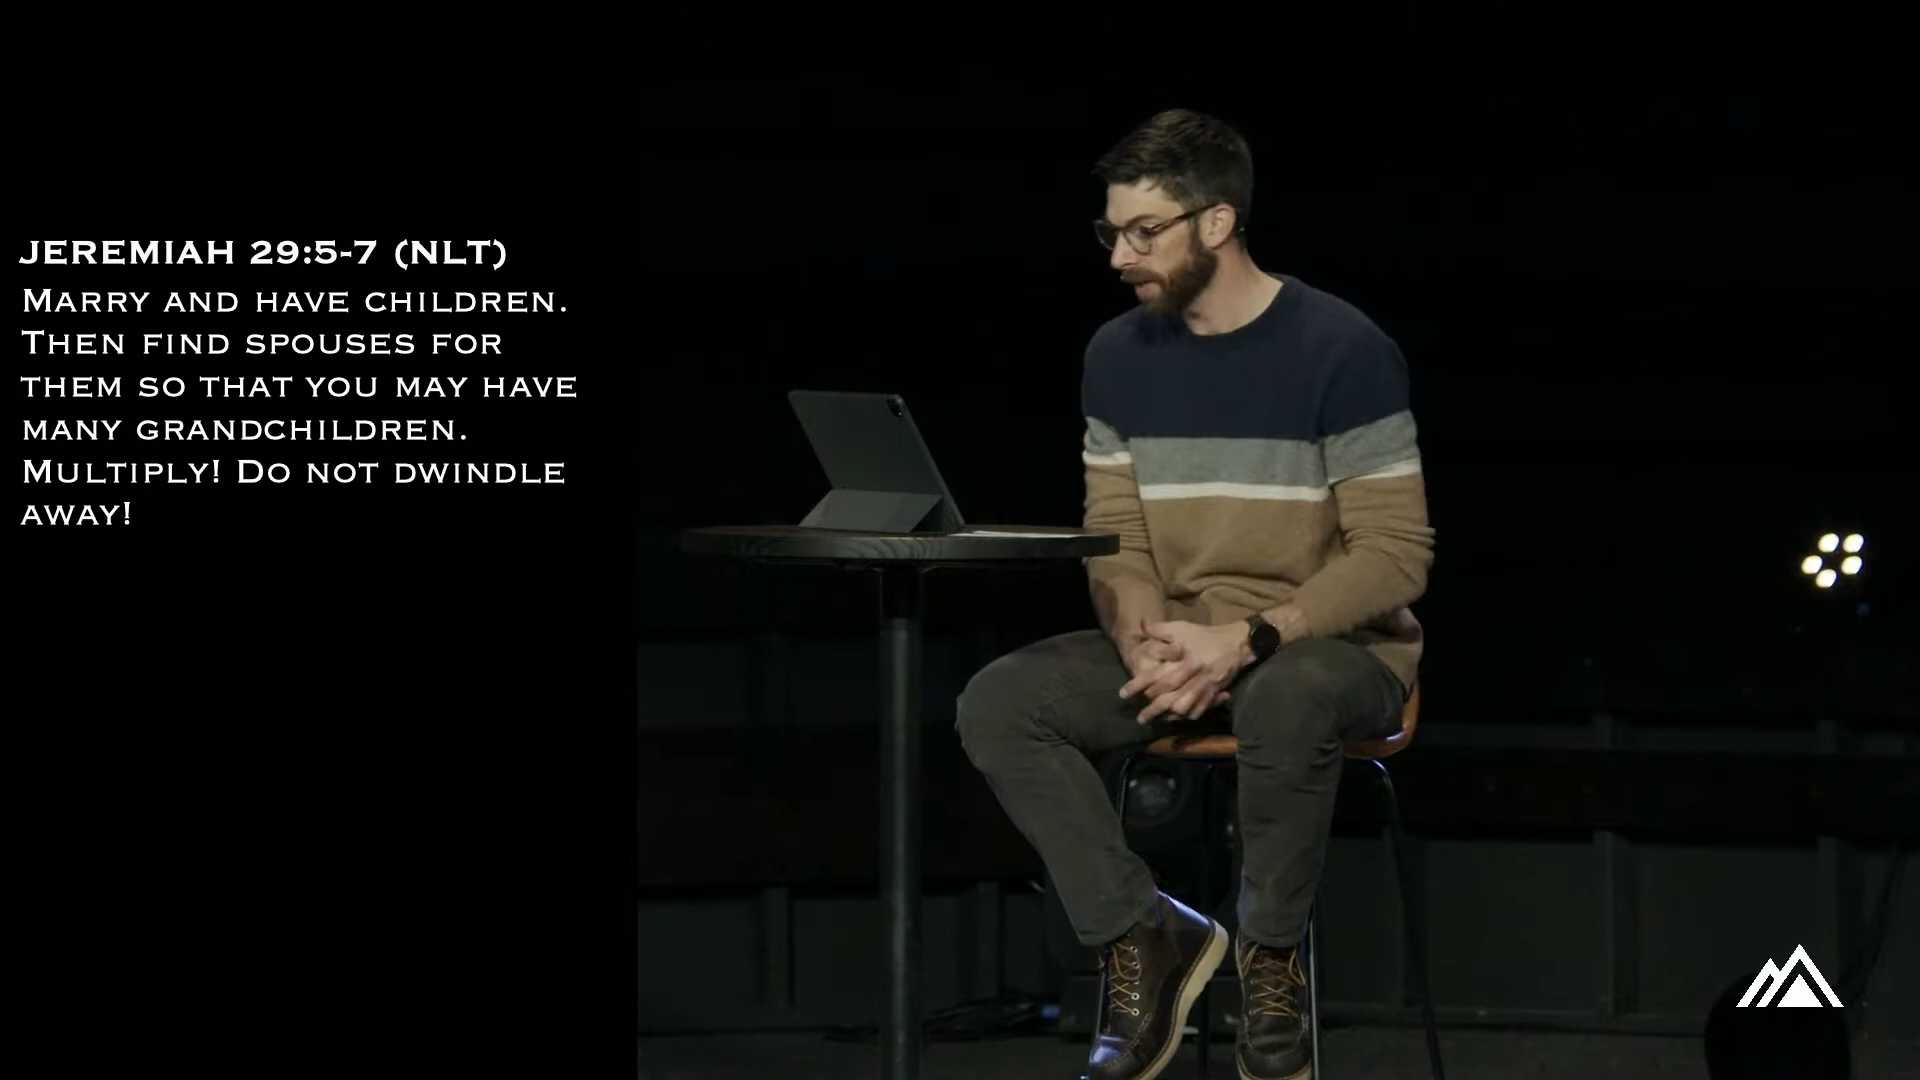 JEREMIAH 29:5-7 (NLT)
MARRY AND HAVE CHILDREN.
THEN FIND SPOUSES FOR
THEM SO THAT YOU MAY HAVE
MANY GRANDCHILDREN.
MULTIPLY! DO NOT DWINDLE
AWAY!